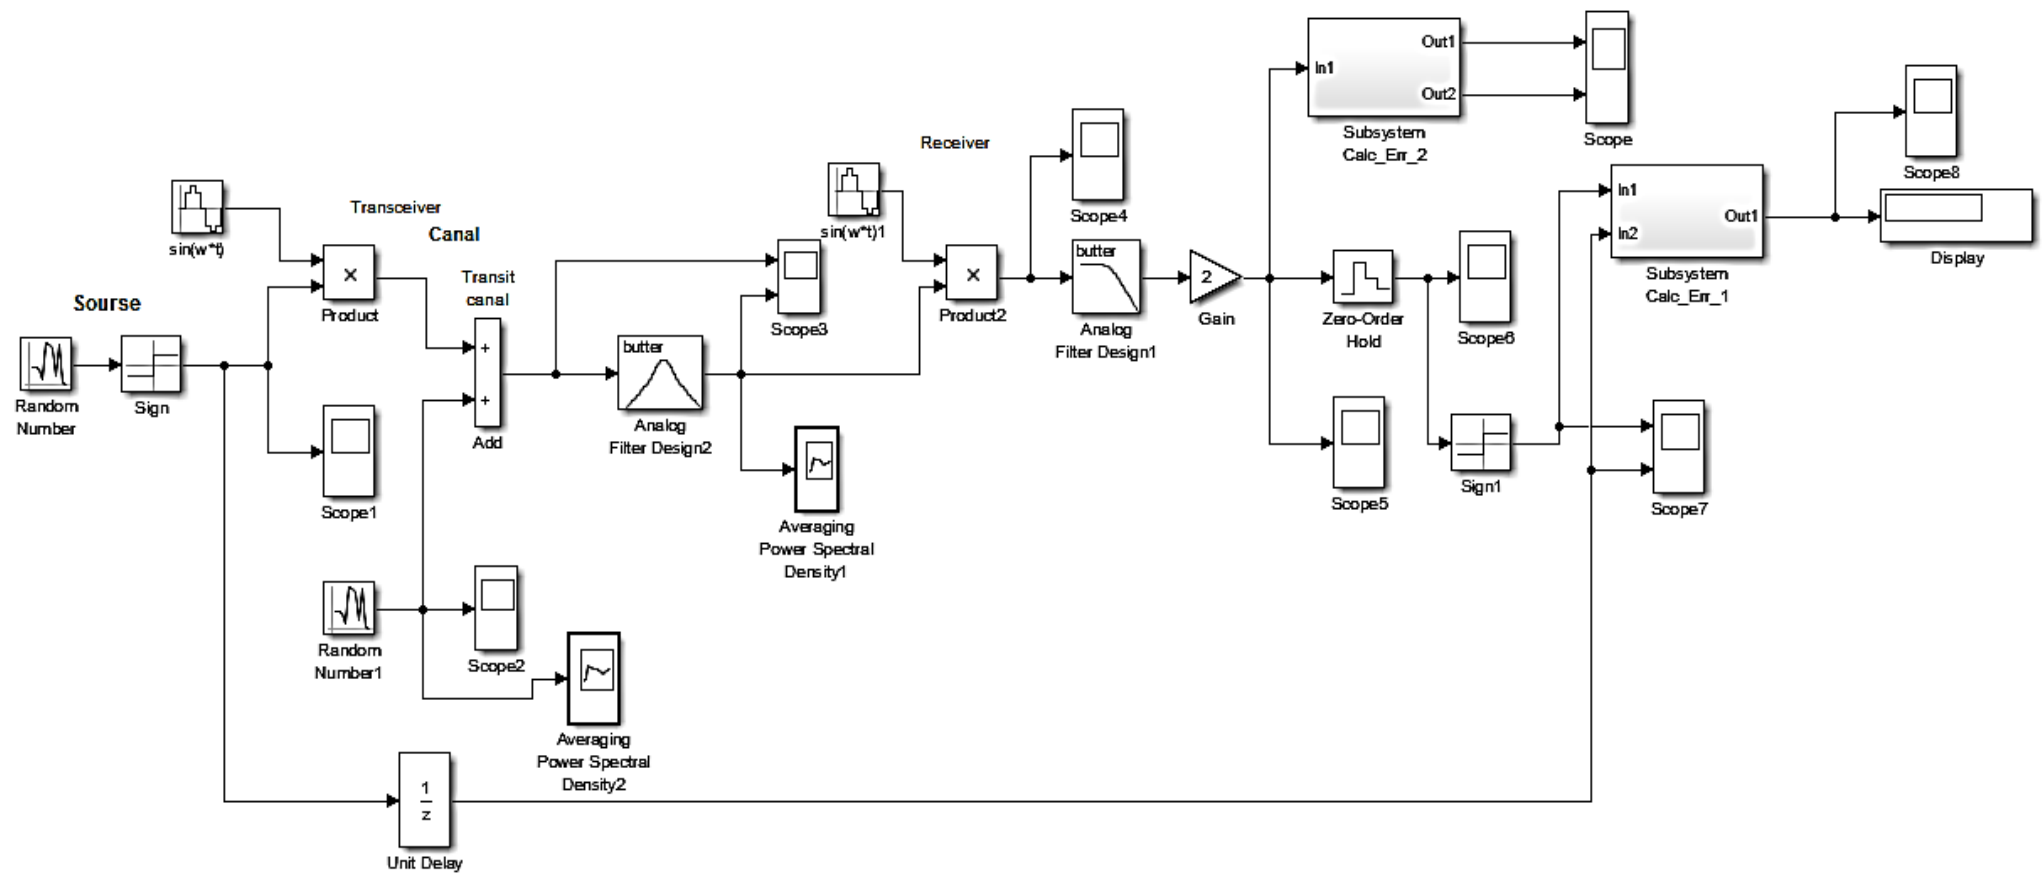 Out1
In1
Out2
Subsystem
Calc_Err_2
Scope
Scope8
Receiver
Scope4
sin(w*t)1
In1
In2
Out1
Subsystem
Calc_Err_1
Display
sin(w*t)
Transceiver
Canal
×
Product
Transit
canal
+
+
Add
Scope3
×
Product2
butter
Analog
Filter Design1
2
Gain
Zero-Order
Hold
Scope6
Sourse
Random
Number
Sign
Scope1
butter
Analog
Filter Design2
Averaging
Power Spectral
Density1
Scope5
Sign1
Scope7
Random
Number1
Scope2
Averaging
Power Spectral
Density2
1
z
Unit Delay